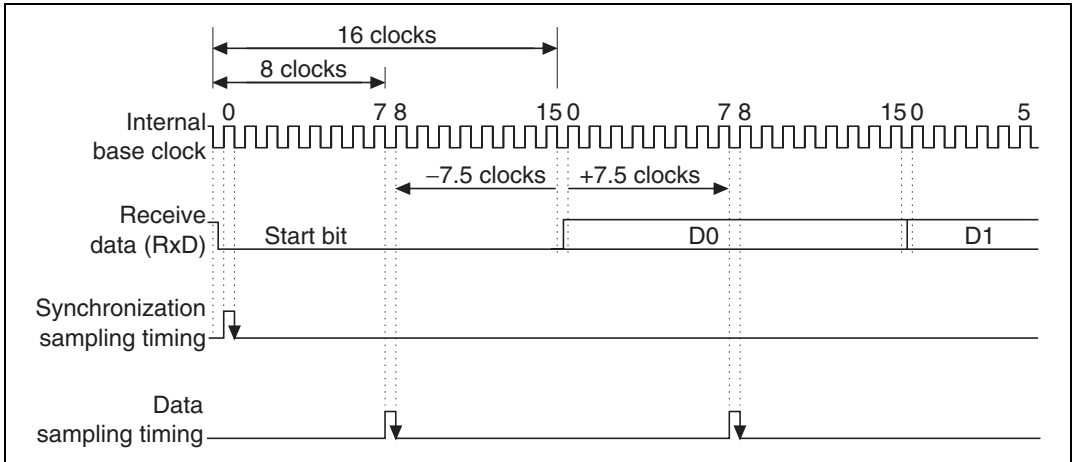 16 clocks
8 clocks
0 7 8 15 0 7 8 15 0 5
Internal
base clock
–7.5 clocks +7.5 clocks
Receive
data (RxD)
Start bit D0 D1
Synchronization
sampling timing
Data
sampling timing